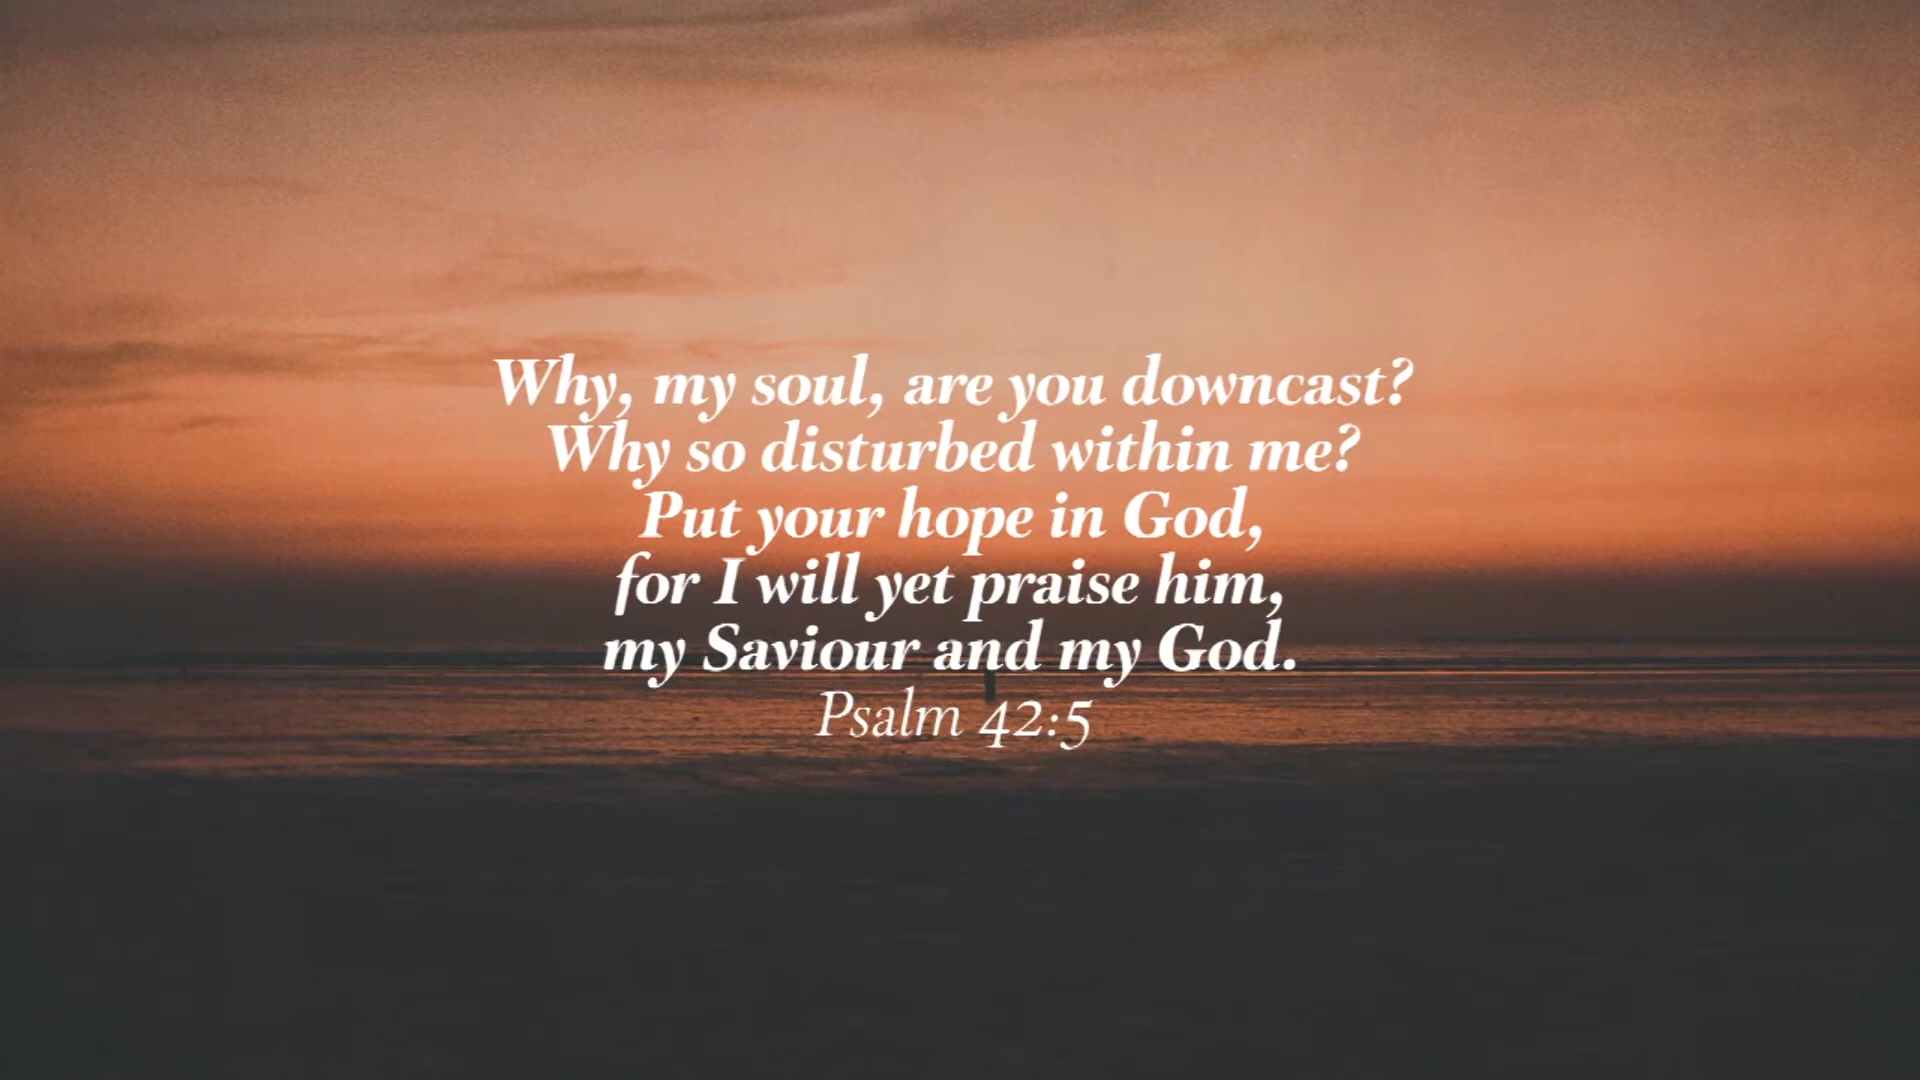 Why, my soul, are you downcast?
Why so disturbed within me?
Put your hope in God,
for I will yet praise him,
my Saviour and my God.
Psalm 42:5